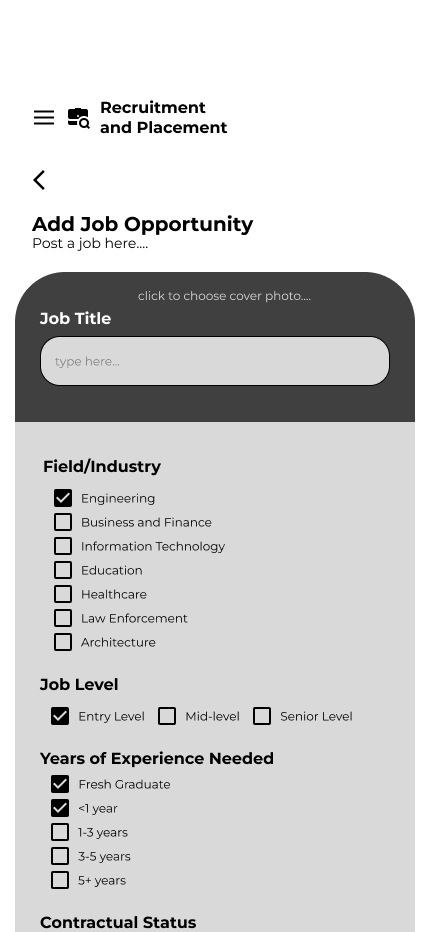 Recruitment
and Placement
Add Job Opportunity
Post a job here....
click to choose cover photo....
Job Title
type here...
Field/Industry
Engineering
Business and Finance
Information Technology
Education
Healthcare
Law Enforcement
Architecture
Job Level
Entry Level Mid-level Senior Level
Years of Experience Needed
Fresh Graduate
<1 year
1-3 years
3-5 years
5+ years
Contractual Status